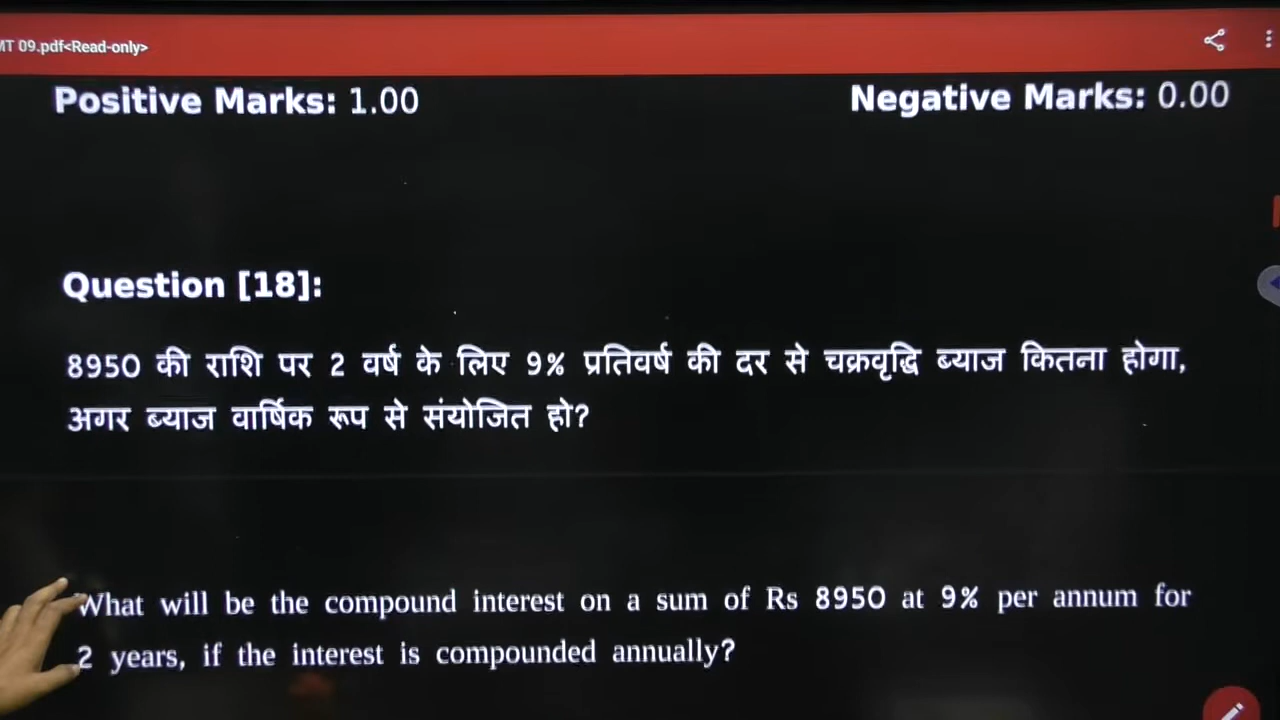 MT 09.pdf<Read-only>
Positive Marks: 1.00 Negative Marks: 0.00
Question [18]:
8950 की राशि पर 2 वर्ष के लिए 9% प्रतिवर्ष की दर से चक्रवृद्धि ब्याज कितना होगा,
अगर ब्याज वार्षिक रूप से संयोजित हो?
What will be the compound interest on a sum of Rs 8950 at 9% per annum for
2 years, if the interest is compounded annually?